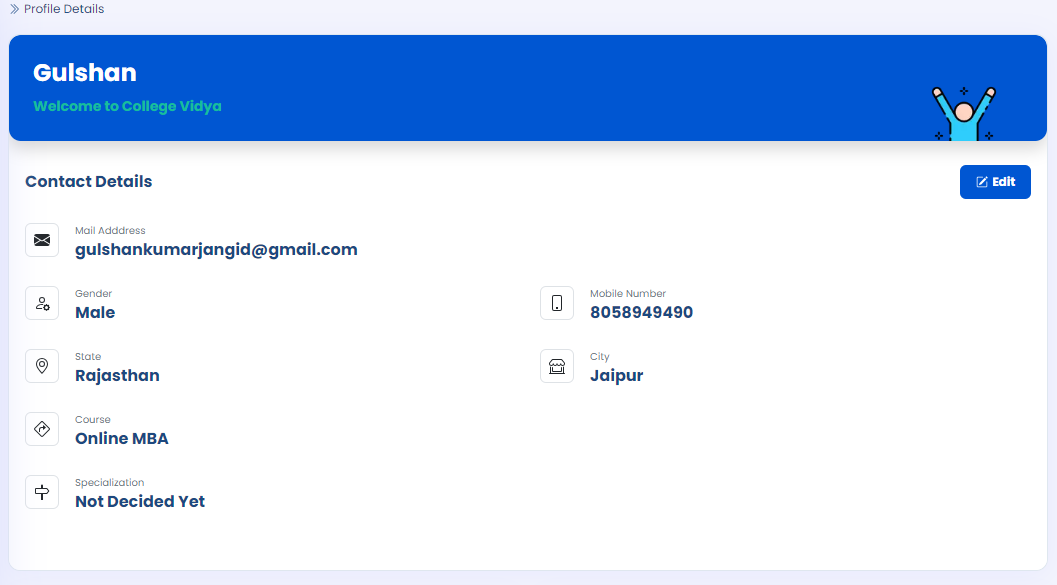 Profile Details
Gulshan
Welcome to College Vidya
Contact Details
Edit
Mail Adddress
gulshankumarjangid@gmail.com
Gender
Male
Mobile Number
8058949490
State
Rajasthan
City
Jaipur
Course
Online MBA
Specialization
Not Decided Yet